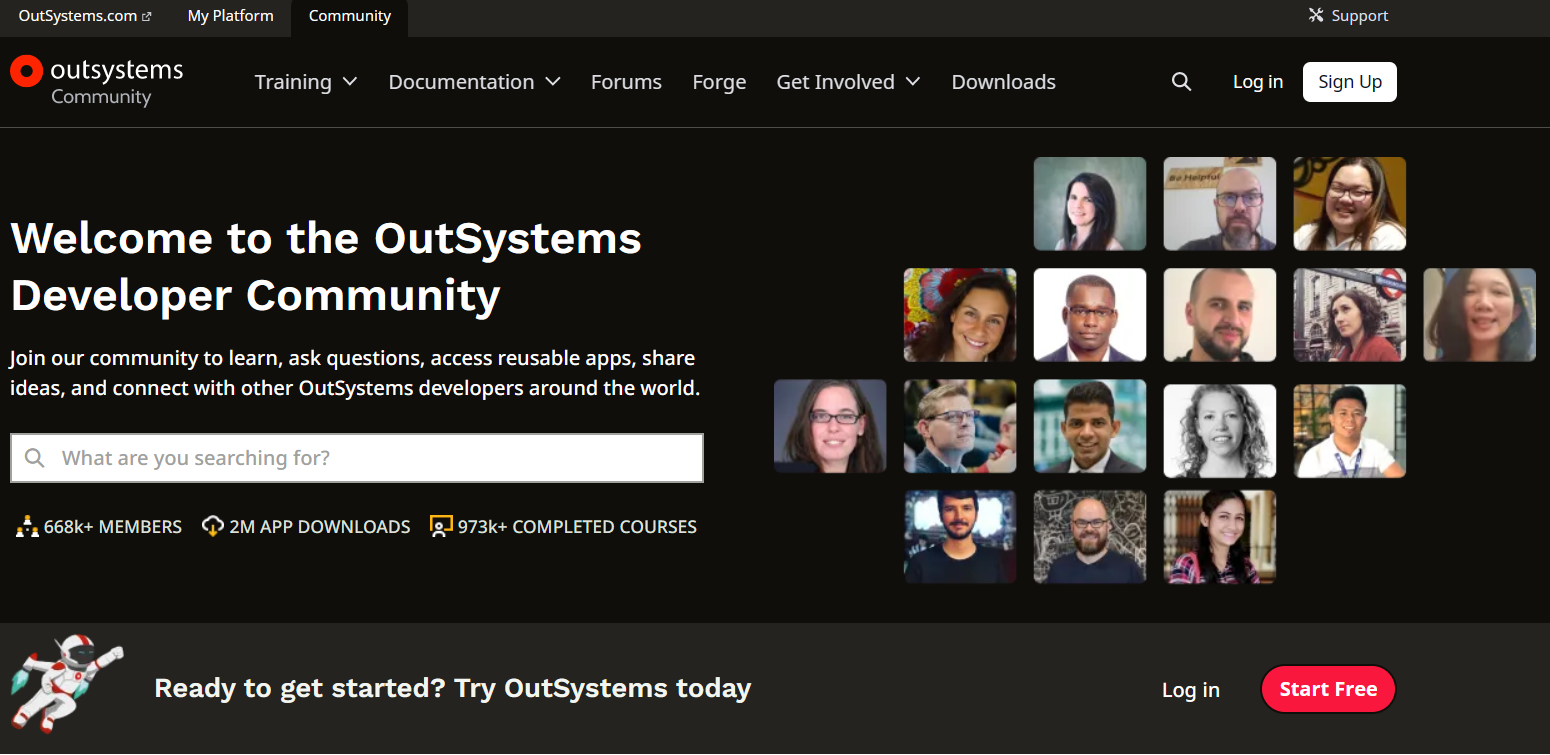 OutSystems.com
My Platform
Community
Support
outsystems
Community
Training
Documentation
Forums
Forge
Get Involved
Downloads
Log in
Sign Up
Be Helpful
Welcome to the OutSystems
Developer Community
Join our community to learn, ask questions, access reusable apps, share
ideas, and connect with other OutSystems developers around the world.
What are you searching for?
668k+ MEMBERS
2M APP DOWNLOADS
973k+ COMPLETED COURSES
Ready to get started? Try OutSystems today
Log in
Start Free